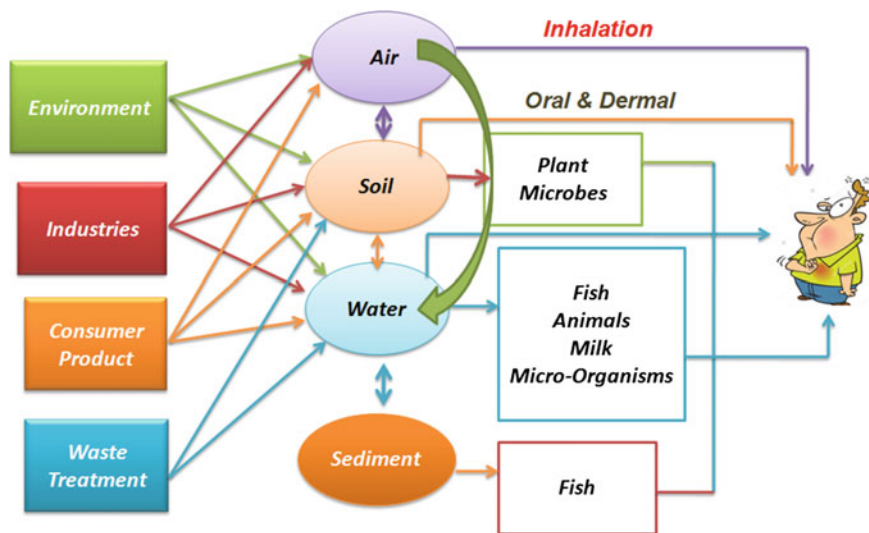 Environment
Industries
Consumer
Product
Waste
Treatment
Air
Soil
Water
Sediment
Inhalation
Oral & Dermal
Plant
Microbes
Fish
Animals
Milk
Micro-Organisms
Fish